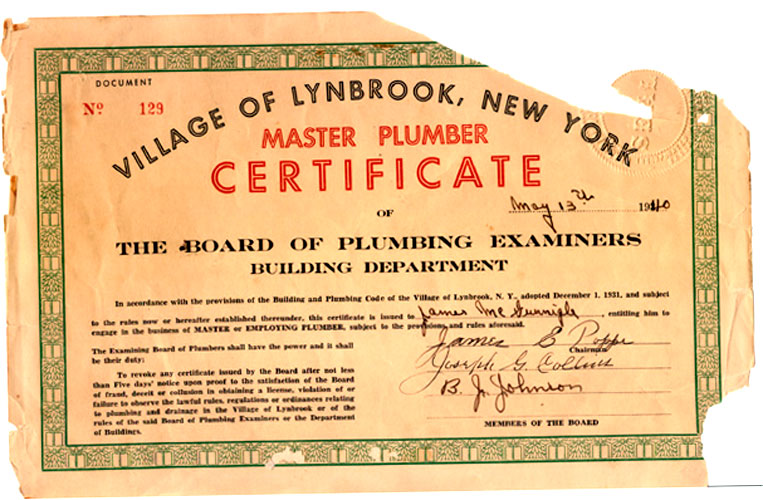 DOCUMENT
No 129
VILLAGE OF LYNBROOK, NEW YORK
MASTER PLUMBER
CERTIFICATE
OF
May 13th 1940
THE BOARD OF PLUMBING EXAMINERS
BUILDING DEPARTMENT
In accordance with the provisions of the Building and Plumbing Code of the Village of Lynbrook, N. Y., adopted December 1, 1931, and subject
to the rules now or hereafter established thereunder, this certificate is issued to James Mc , entitling him to
engage in the business of MASTER or EMPLOYING PLUMBER, subject to the provisions and rules aforesaid.
James E Poppe
Chairman
The Examining Board of Plumbers shall have the power and it shall
be their duty:
Joseph G. Collins
To revoke any certificate issued by the Board after not less
than Five days' notice upon proof to the satisfaction of the Board
of fraud, deceit or collusion in obtaining a license, violation of or
failure to observe the lawful rules, regulations or ordinances relating
to plumbing and drainage in the Village of Lynbrook or of the
rules of the said Board of Plumbing Examiners or the Department
of Buildings.
B. J. Johnson
MEMBERS OF THE BOARD